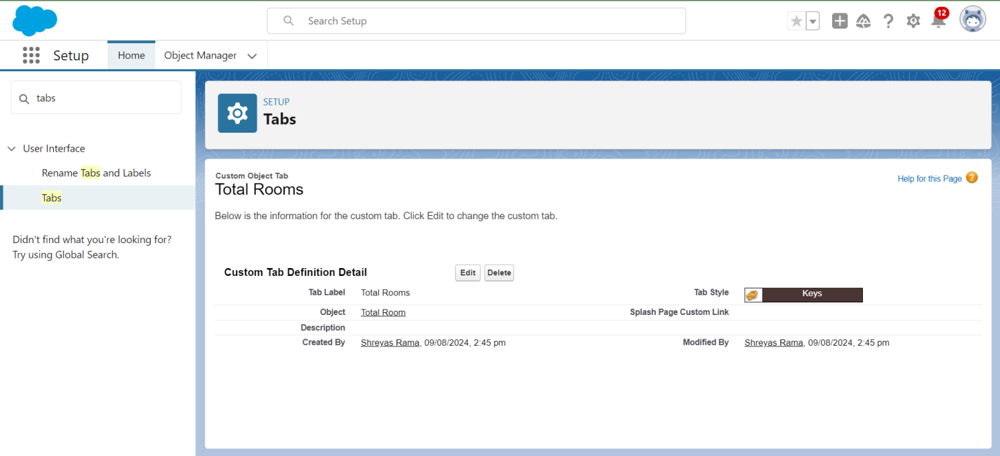 Search Setup
12
Setup
Home
Object Manager
tabs
User Interface
Rename Tabs and Labels
Tabs
Didn't find what you're looking for?
Try using Global Search.
SETUP
Tabs
Custom Object Tab
Total Rooms
Help for this Page ?
Below is the information for the custom tab. Click Edit to change the custom tab.
Custom Tab Definition Detail Edit Delete
Tab Label Total Rooms Tab Style Keys
Object Total Room Splash Page Custom Link
Description
Created By Shreyas Rama, 09/08/2024, 2:45 pm Modified By Shreyas Rama, 09/08/2024, 2:45 pm